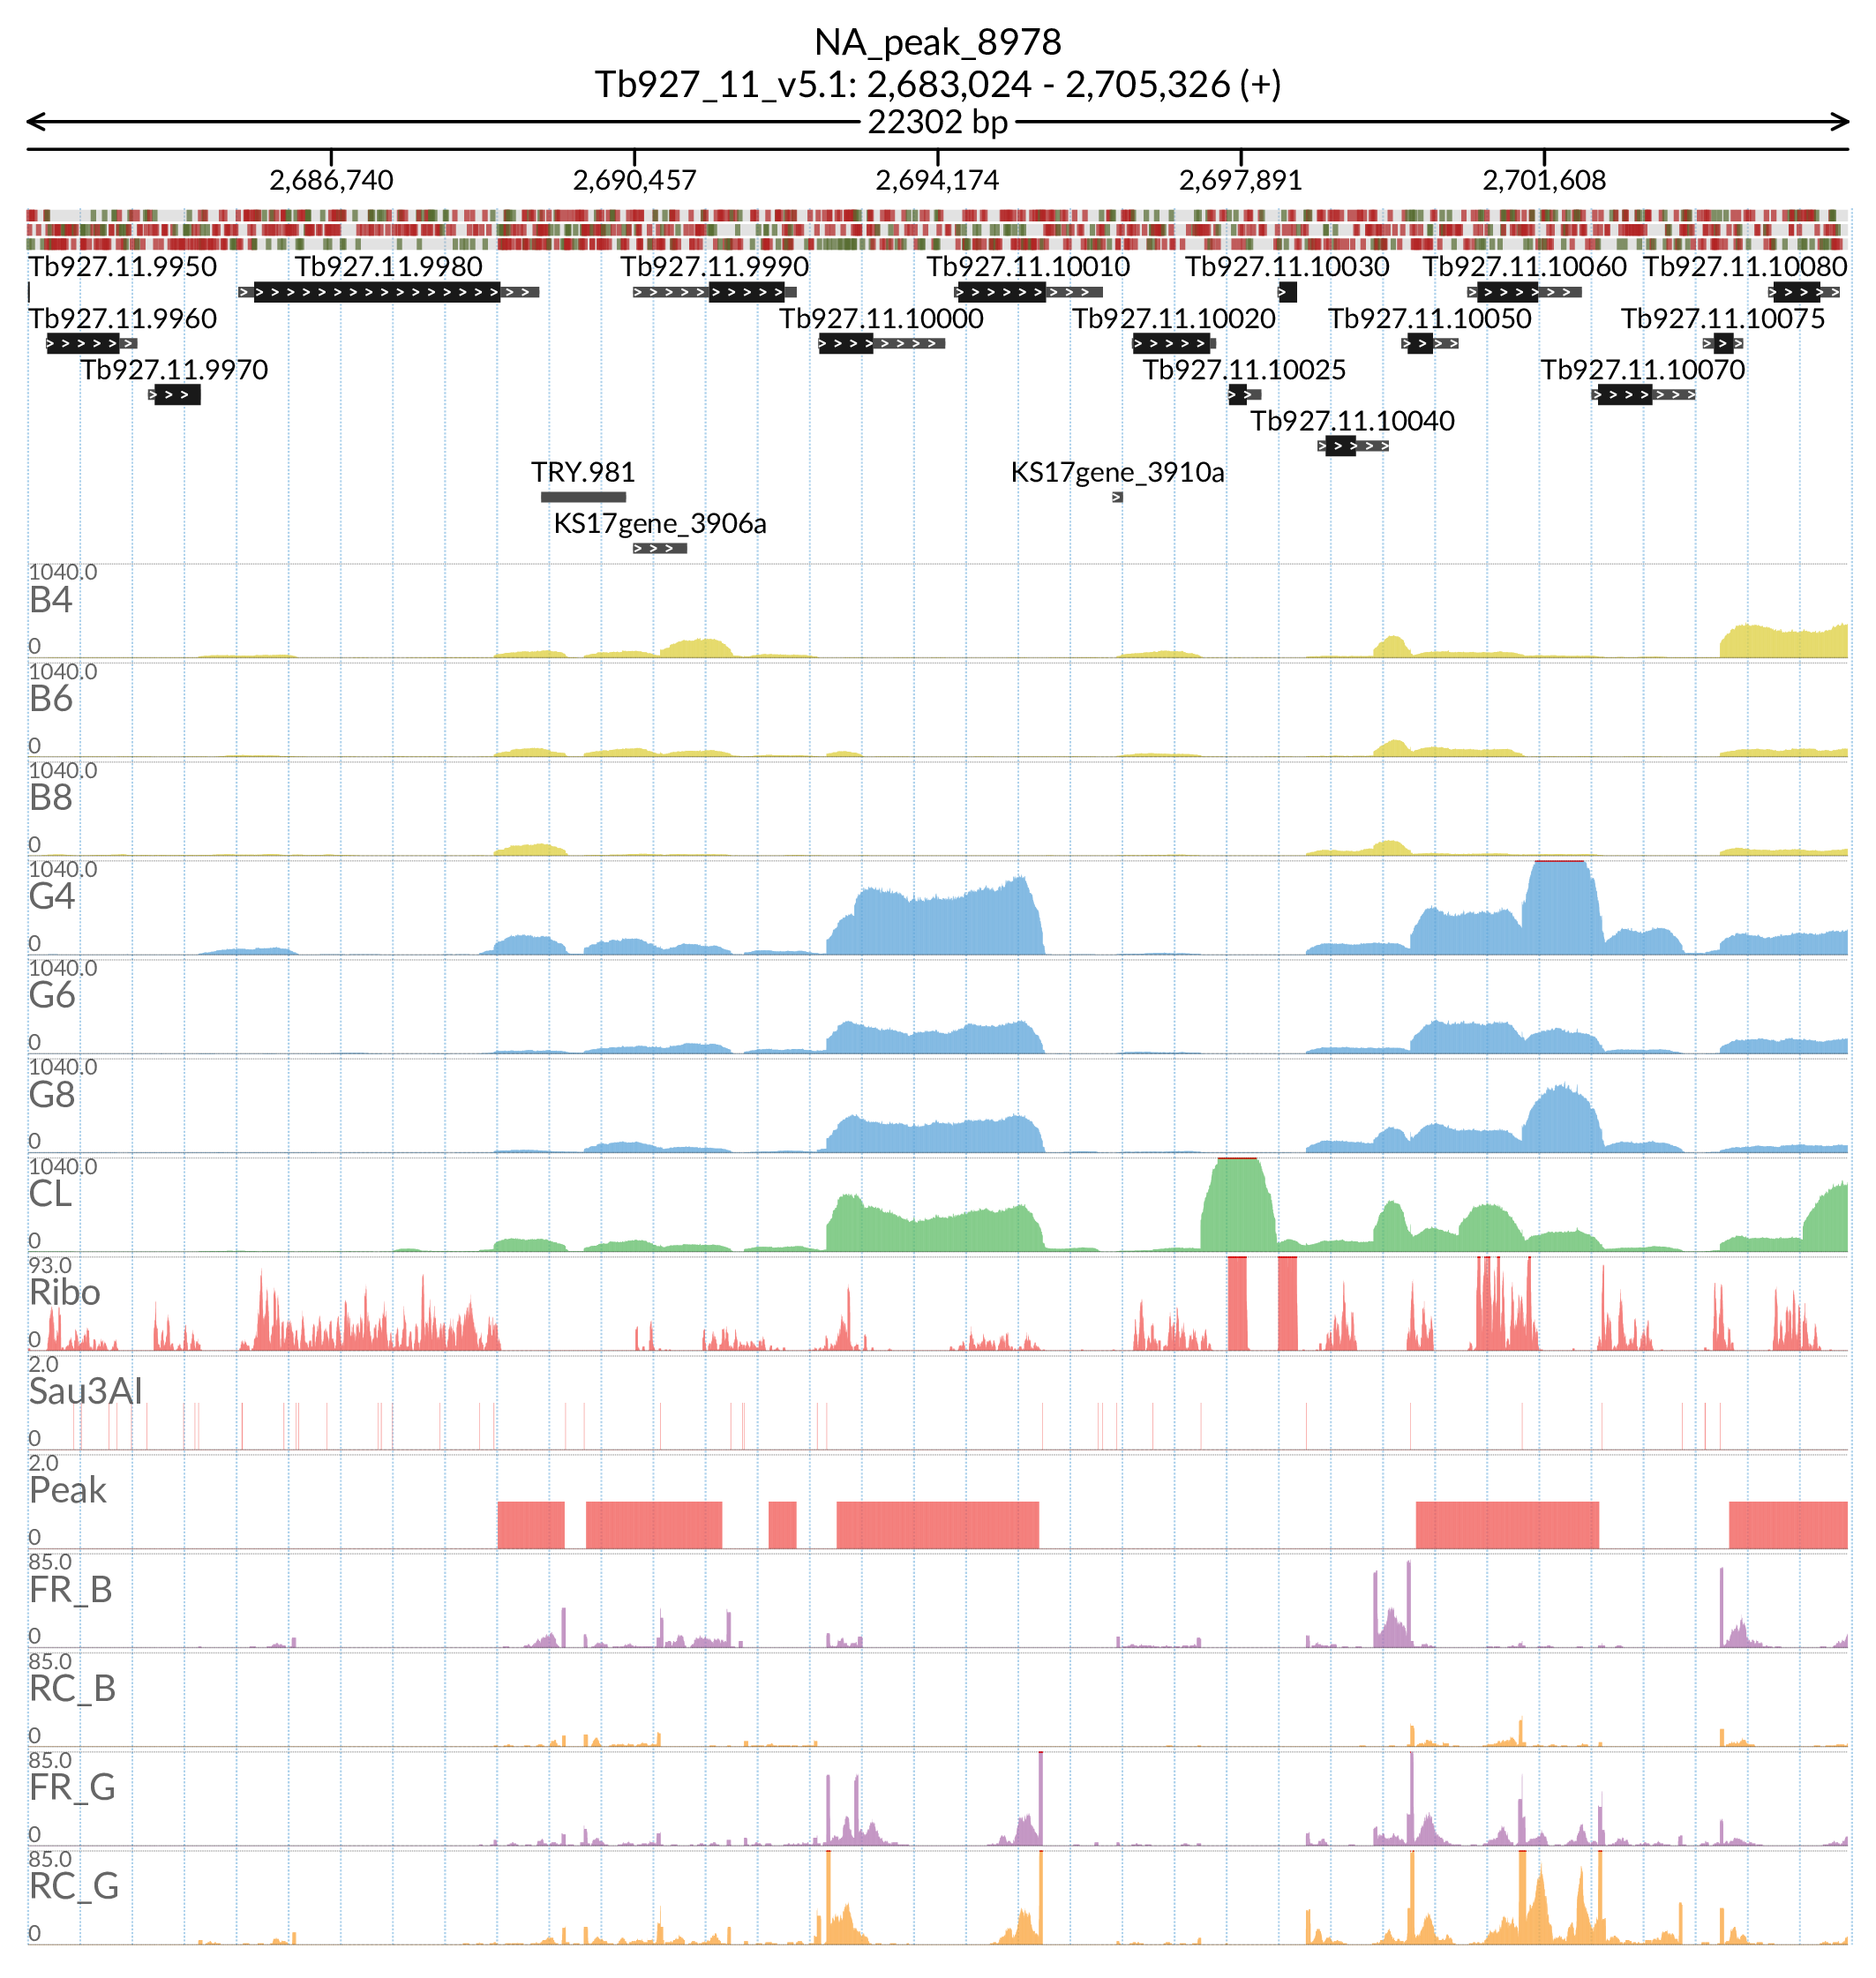 NA_peak_8978
Tb927_11_v5.1: 2,683,024 - 2,705,326 (+)
22302 bp
2,686,740 2,690,457 2,694,174 2,697,891 2,701,608
Tb927.11.9950 Tb927.11.9980 Tb927.11.9990 Tb927.11.10010 Tb927.11.10030 Tb927.11.10060 Tb927.11.10080
Tb927.11.9960 Tb927.11.10000 Tb927.11.10020 Tb927.11.10050 Tb927.11.10075
Tb927.11.9970 Tb927.11.10025 Tb927.11.10070
Tb927.11.10040
TRY.981 KS17gene_3910a
KS17gene_3906a
1040.0
B4
0
1040.0
B6
0
1040.0
B8
0
1040.0
G4
0
1040.0
G6
0
1040.0
G8
0
1040.0
CL
0
93.0
Ribo
0
2.0
Sau3AI
0
2.0
Peak
0
85.0
FR_B
0
85.0
RC_B
0
85.0
FR_G
0
85.0
RC_G
0